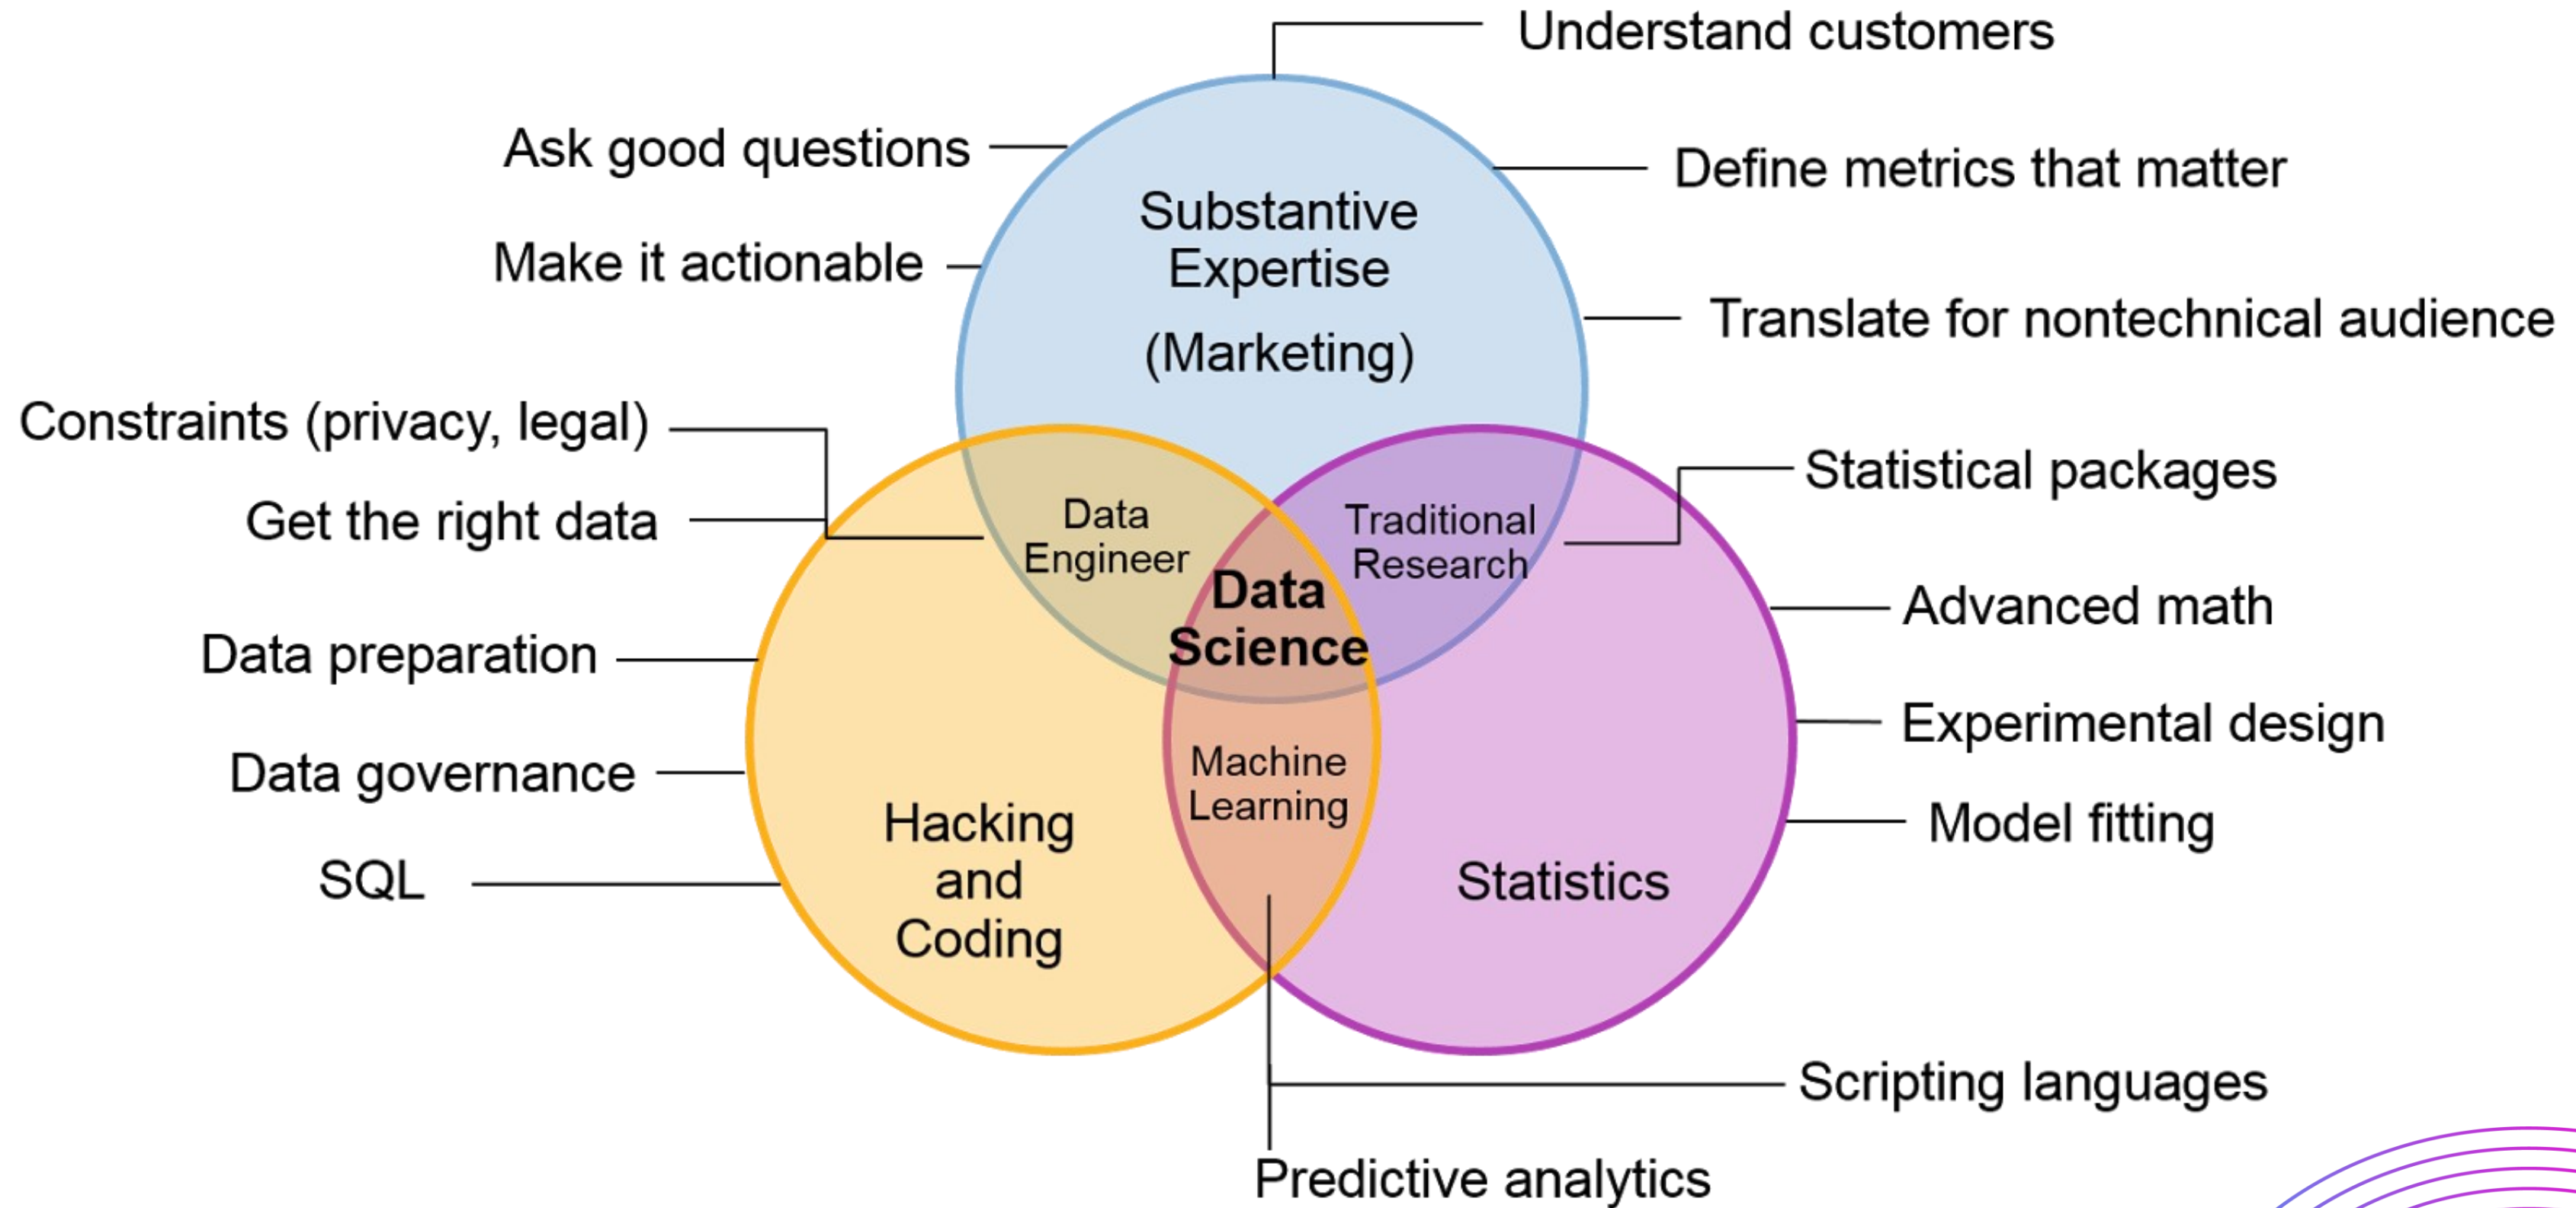 Understand customers
Ask good questions
Define metrics that matter
Substantive
Expertise
(Marketing)
Make it actionable
Translate for nontechnical audience
Constraints (privacy, legal)
Get the right data
Statistical packages
Data
Engineer
Traditional
Research
Data
Science
Advanced math
Data preparation
Experimental design
Data governance
Machine
Learning
Model fitting
Hacking
and
Coding
Statistics
SQL
Scripting languages
Predictive analytics